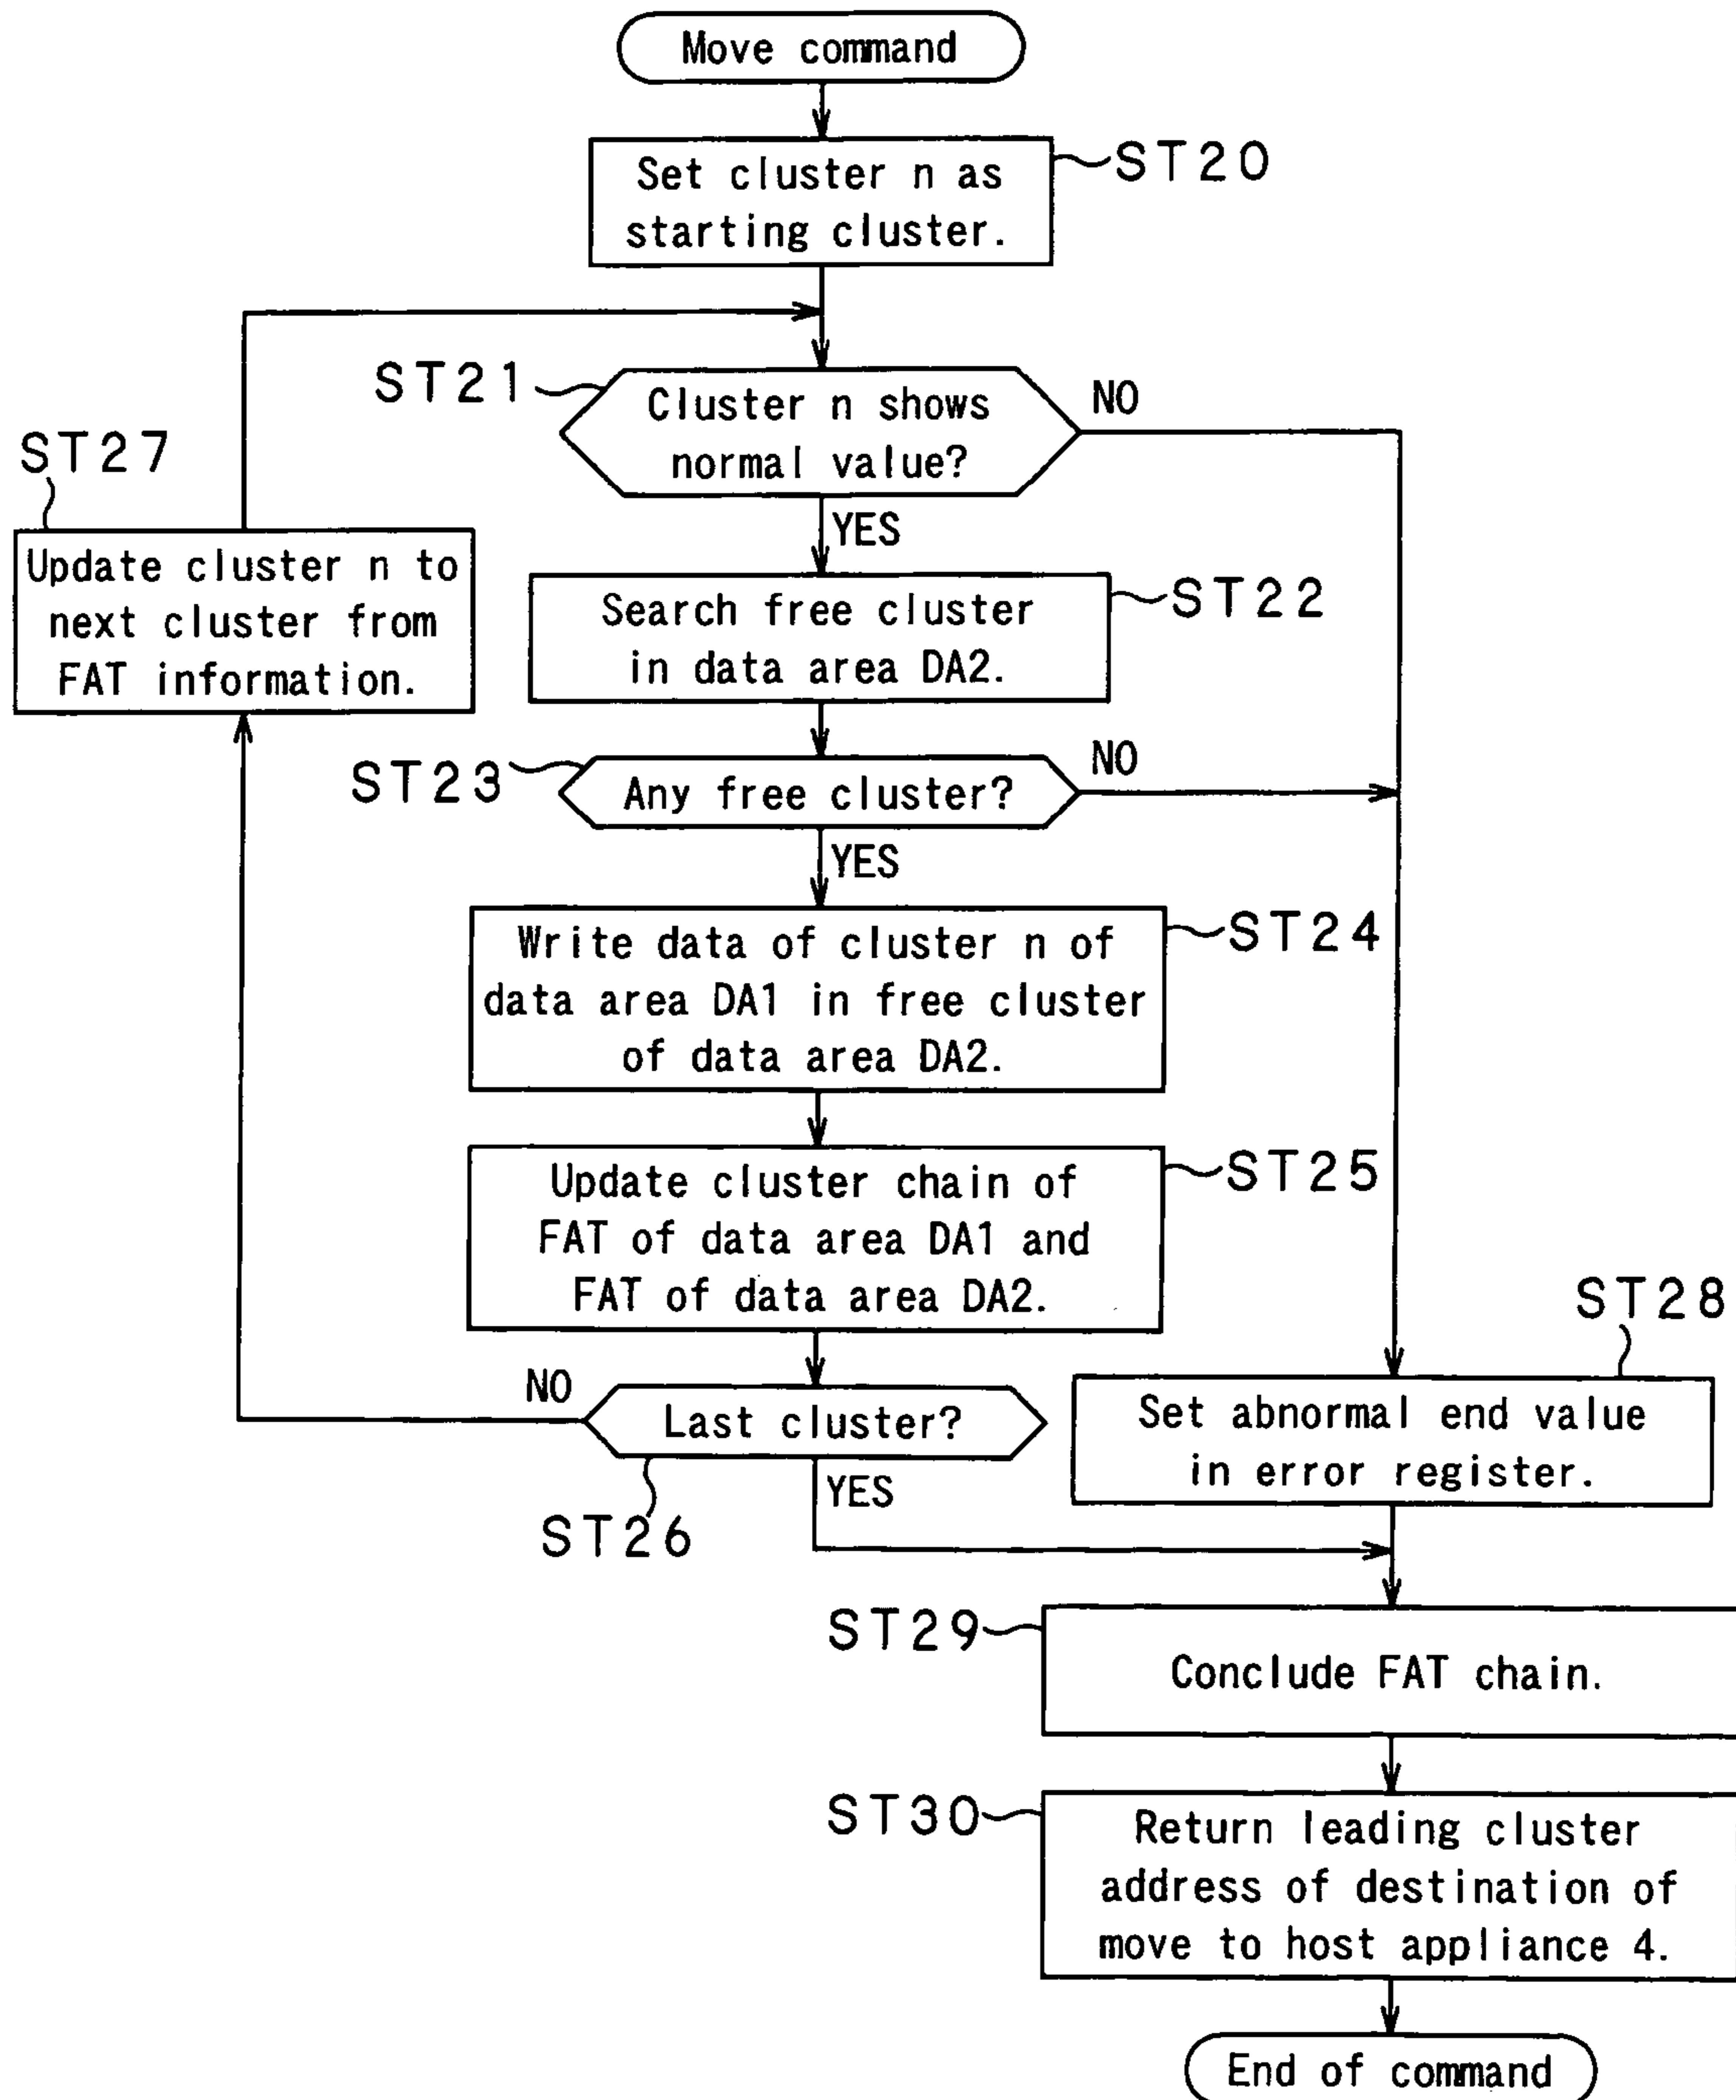 Move command
Set cluster n as
starting cluster.
ST20
ST21
Cluster n shows
normal value?
NO
YES
ST27
Update cluster n to
next cluster from
FAT information.
Search free cluster
in data area DA2.
ST22
ST23
Any free cluster?
NO
YES
Write data of cluster n of
data area DA1 in free cluster
of data area DA2.
ST24
Update cluster chain of
FAT of data area DA1 and
FAT of data area DA2.
ST25
NO
Last cluster?
YES
ST26
ST28
Set abnormal end value
in error register.
ST29
Conclude FAT chain.
ST30
Return leading cluster
address of destination of
move to host appliance 4.
End of command